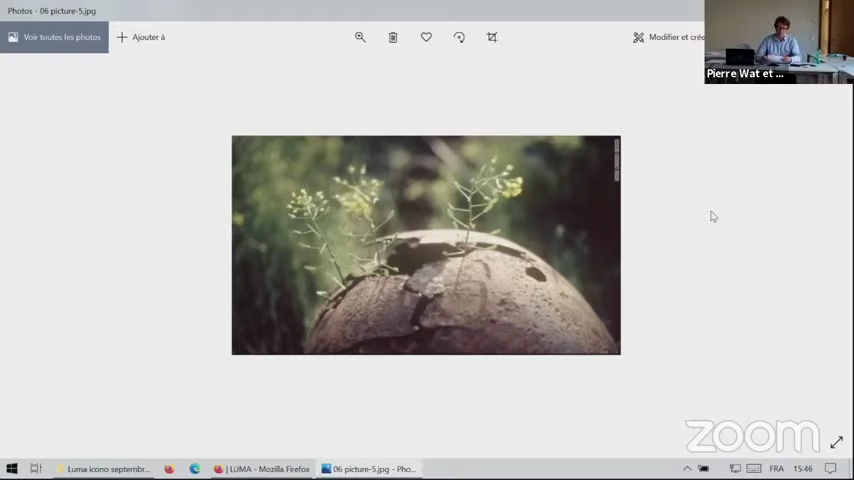 Photos - 06 picture-5.jpg
Voir toutes les photos
Ajouter à
Modifier et crée
Pierre Wat et ...
zoom
Luma icono septembr...
| LUMA - Mozilla Firefox
06 picture-5.jpg - Pho...
FRA
15:46